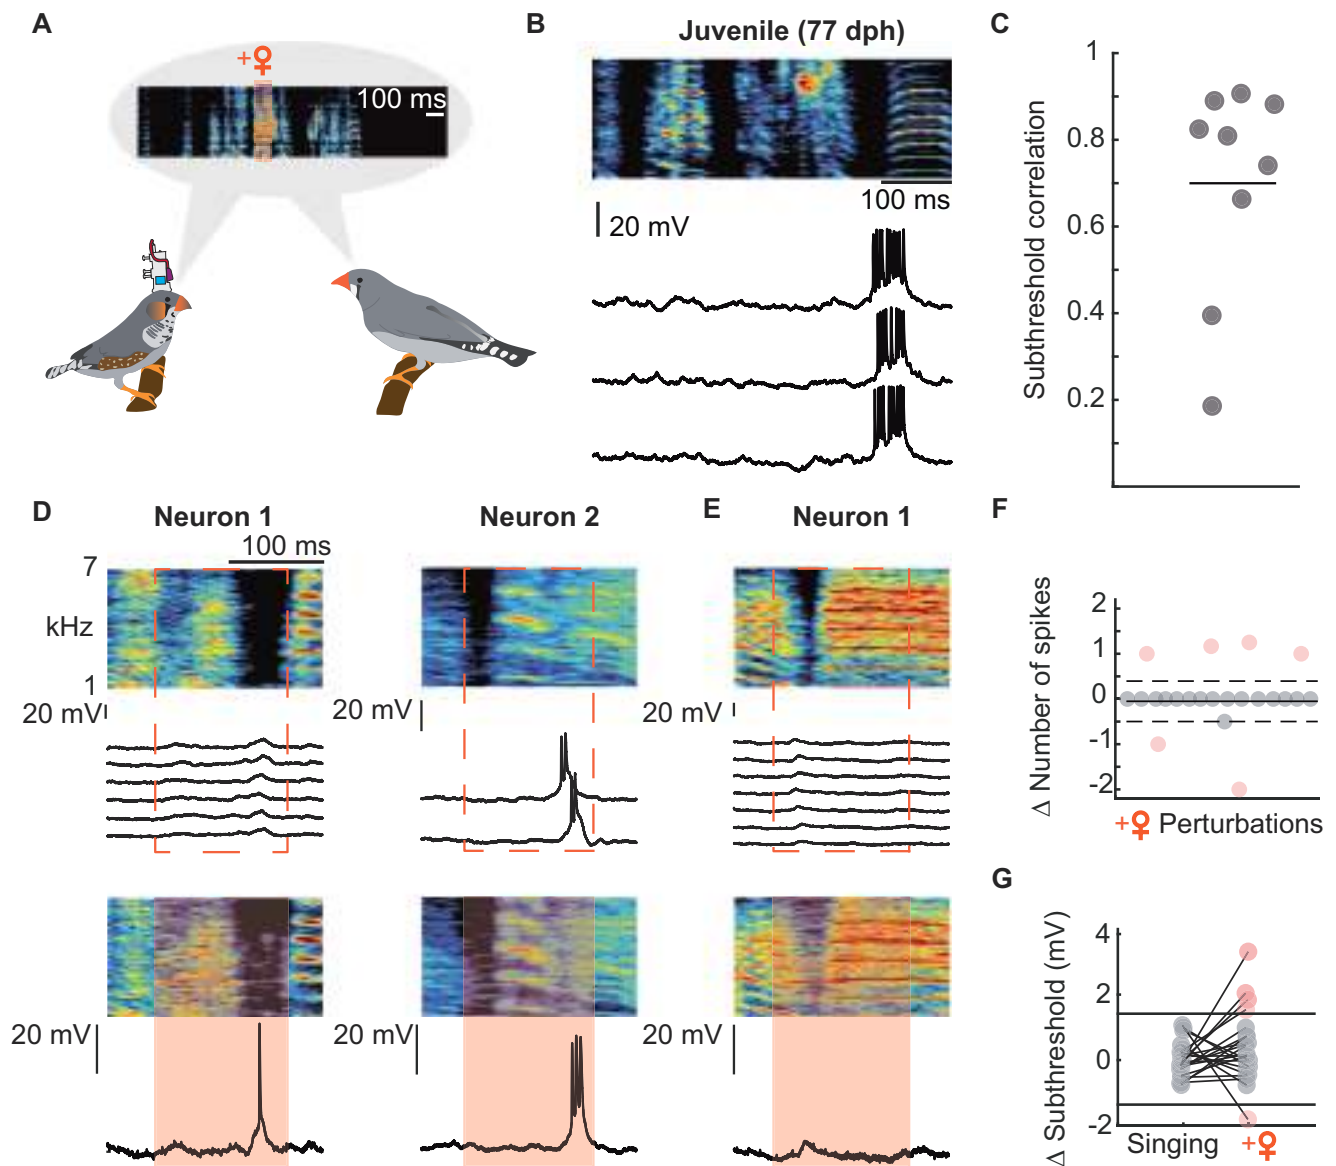 A
+♀
100 ms
B
Juvenile (77 dph)
100 ms
20 mV
C
Subthreshold correlation
1
0.8
0.6
0.4
0.2
D
Neuron 1
100 ms
7
kHz
1
20 mV
20 mV
Neuron 2
20 mV
20 mV
E
Neuron 1
20 mV
20 mV
F
Δ Number of spikes
2
1
0
-1
-2
+♀ Perturbations
G
Δ Subthreshold (mV)
4
2
0
-2
Singing
+♀